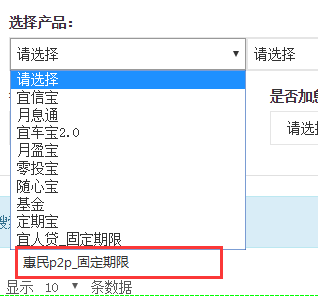 选择产品：
请选择 请选择
请选择
宜信宝
月息通 是否加息
宜车宝2.0 请选
月盈宝
零投宝
随心宝
基金
定期宝
宜人贷_固定期限
惠民p2p_固定期限
显示 10 条数据